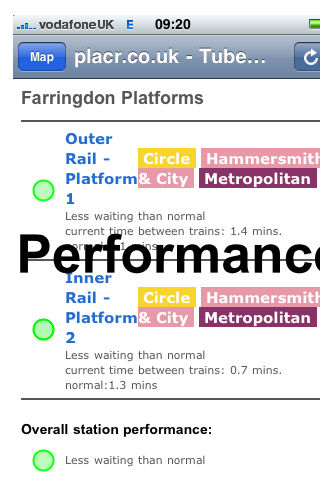 vodafoneUK E 09:20
Map placr.co.uk - Tube...
Farringdon Platforms
Outer
Rail - Circle Hammersmith
Platform & City Metropolitan
1
Less waiting than normal
current time between trains: 1.4 mins.
Performance
Inner
Rail - Circle Hammersmith
Platform & City Metropolitan
2
Less waiting than normal
current time between trains: 0.7 mins.
normal:1.3 mins
Overall station performance:
Less waiting than normal